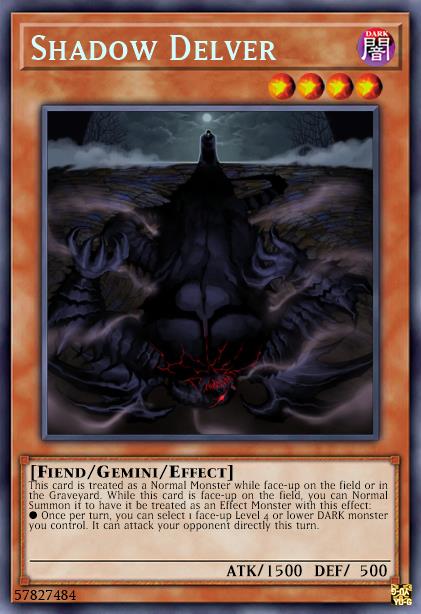 Shadow Delver
DARK
闇
[Fiend/Gemini/Effect]
This card is treated as a Normal Monster while face-up on the field or in
the Graveyard. While this card is face-up on the field, you can Normal
Summon it to have it be treated as an Effect Monster with this effect:
● Once per turn, you can select 1 face-up Level 4 or lower DARK monster
you control. It can attack your opponent directly this turn.
ATK/1500 DEF/ 500
57827484